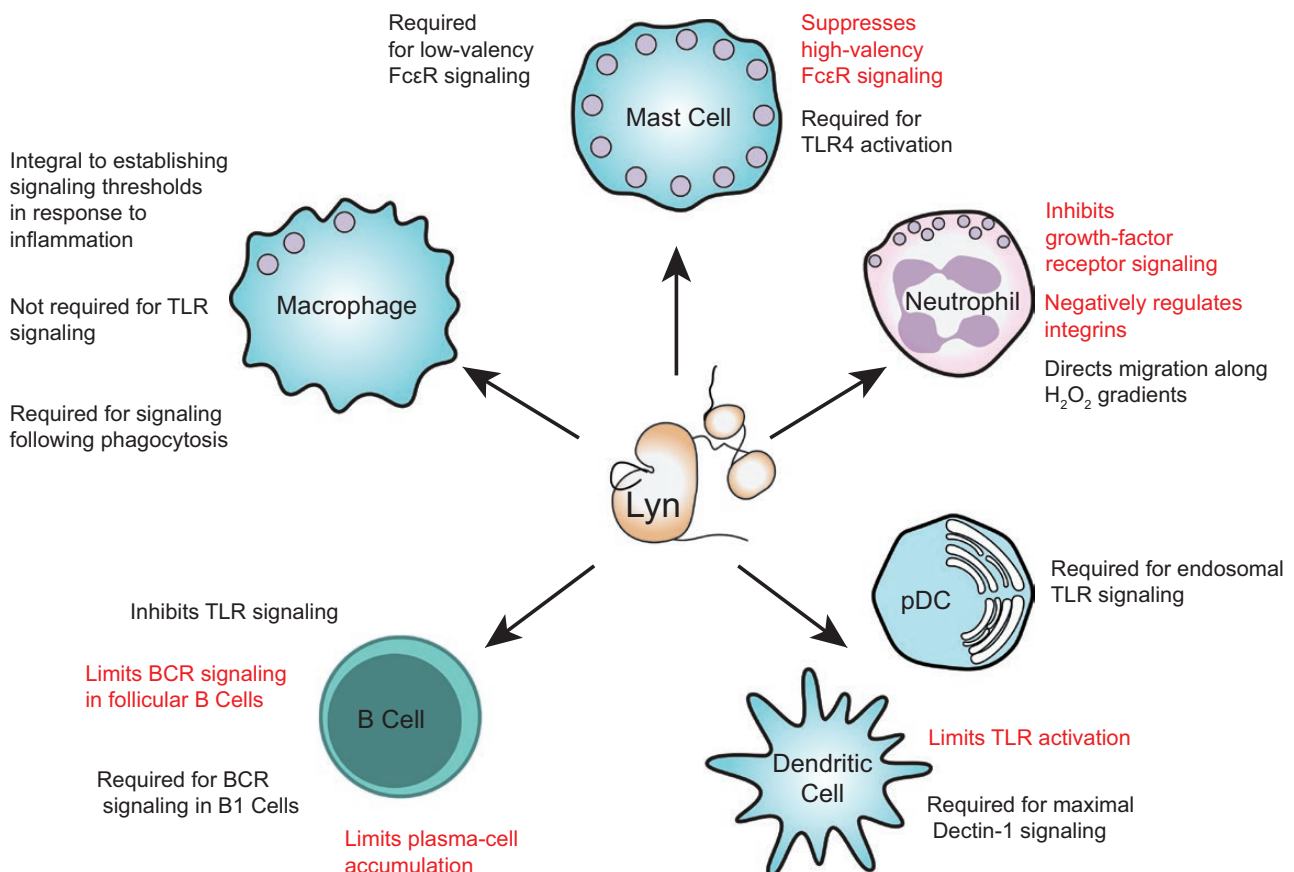 Required
for low-valency
FcεR signaling
Mast Cell
Suppresses
high-valency
FcεR signaling
Required for
TLR4 activation
Integral to establishing
signaling thresholds
in response to
inflammation
Not required for TLR
signaling
Required for signaling
following phagocytosis
Macrophage
Neutrophil
Inhibits
growth-factor
receptor signaling
Negatively regulates
integrins
Directs migration along
H₂O₂ gradients
Lyn
pDC
Required for endosomal
TLR signaling
Inhibits TLR signaling
Limits BCR signaling
in follicular B Cells
Required for BCR
signaling in B1 Cells
B Cell
Limits plasma-cell
accumulation
Dendritic
Cell
Limits TLR activation
Required for maximal
Dectin-1 signaling